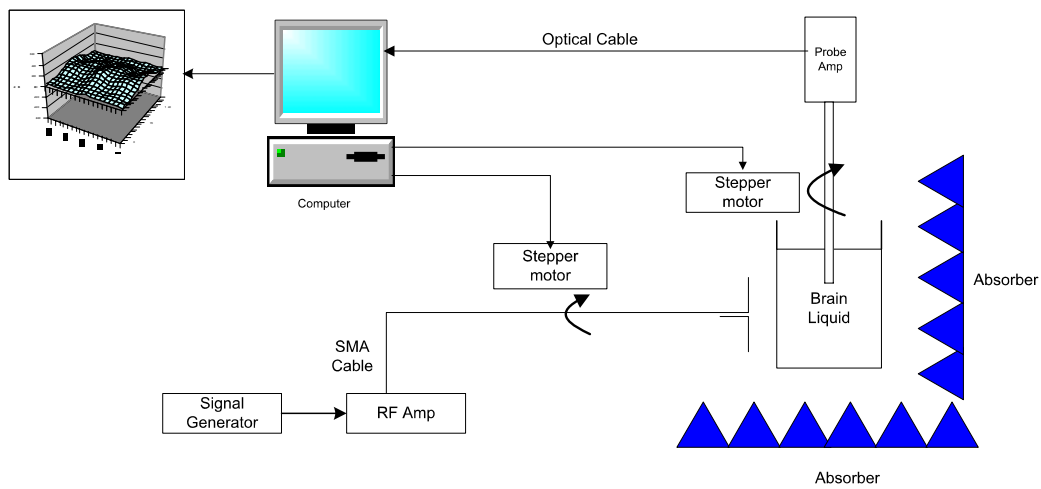 Optical Cable
Probe
Amp
Computer
Stepper
motor
Stepper
motor
Absorber
Brain
Liquid
SMA
Cable
Signal
Generator
RF Amp
Absorber